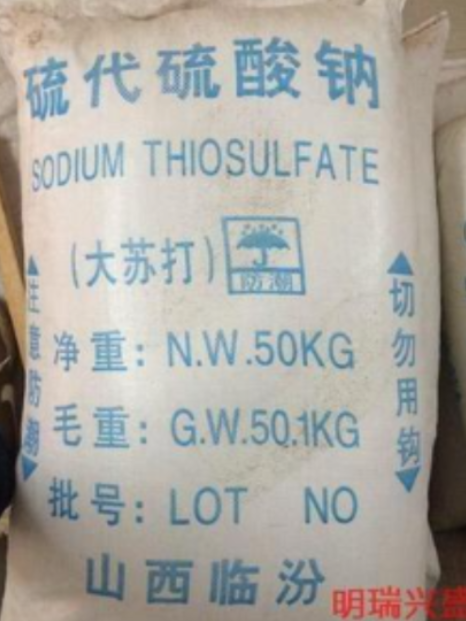 硫代硫酸钠
SODIUM THIOSULFATE
(大苏打)
防潮
注意防潮
切勿用钩
净重: N.W.50KG
毛重: G.W.50.1KG
批号: LOT NO
山西临汾
明瑞兴盛